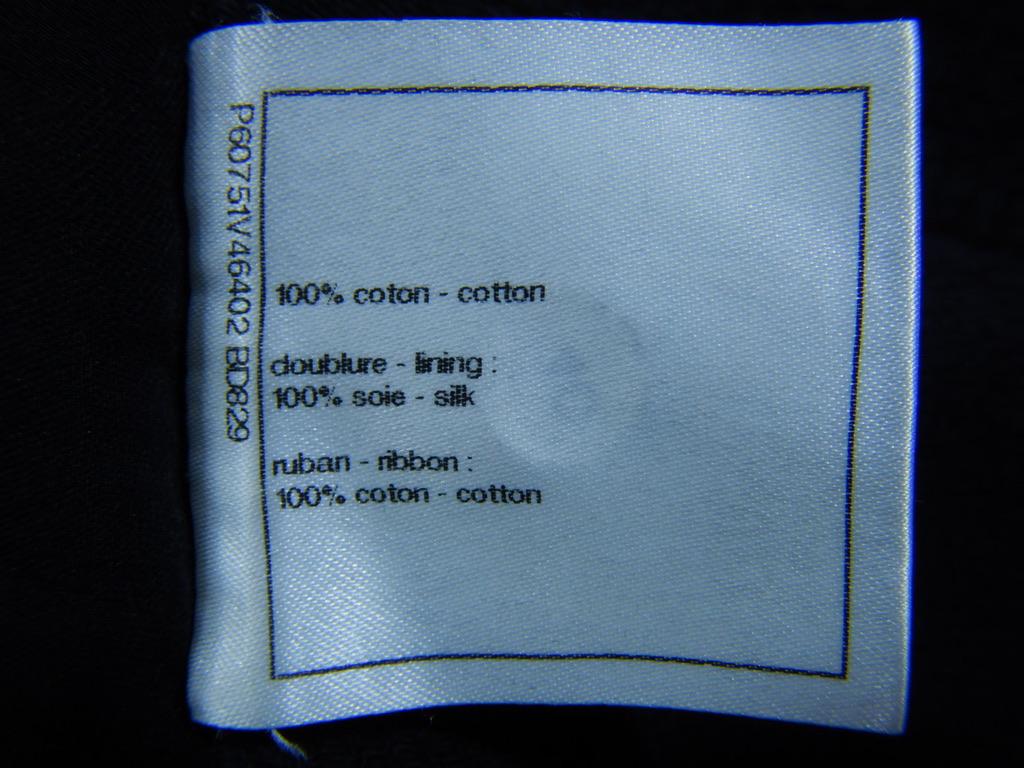 P60751V46402 BD829
100% coton - cotton
doublure - lining :
100% soie - silk
ruban - ribbon :
100% coton - cotton